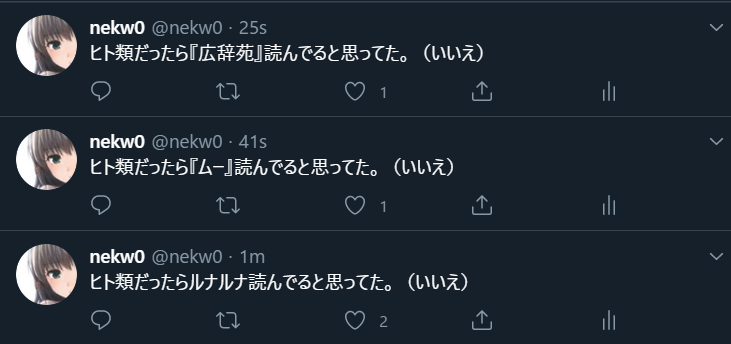 nekw0 @nekw0 · 25s
ヒト類だったら『広辞苑』読んでると思ってた。（いいえ）
1
nekw0 @nekw0 · 41s
ヒト類だったら『ムー』読んでると思ってた。（いいえ）
1
nekw0 @nekw0 · 1m
ヒト類だったらルナルナ読んでると思ってた。（いいえ）
2